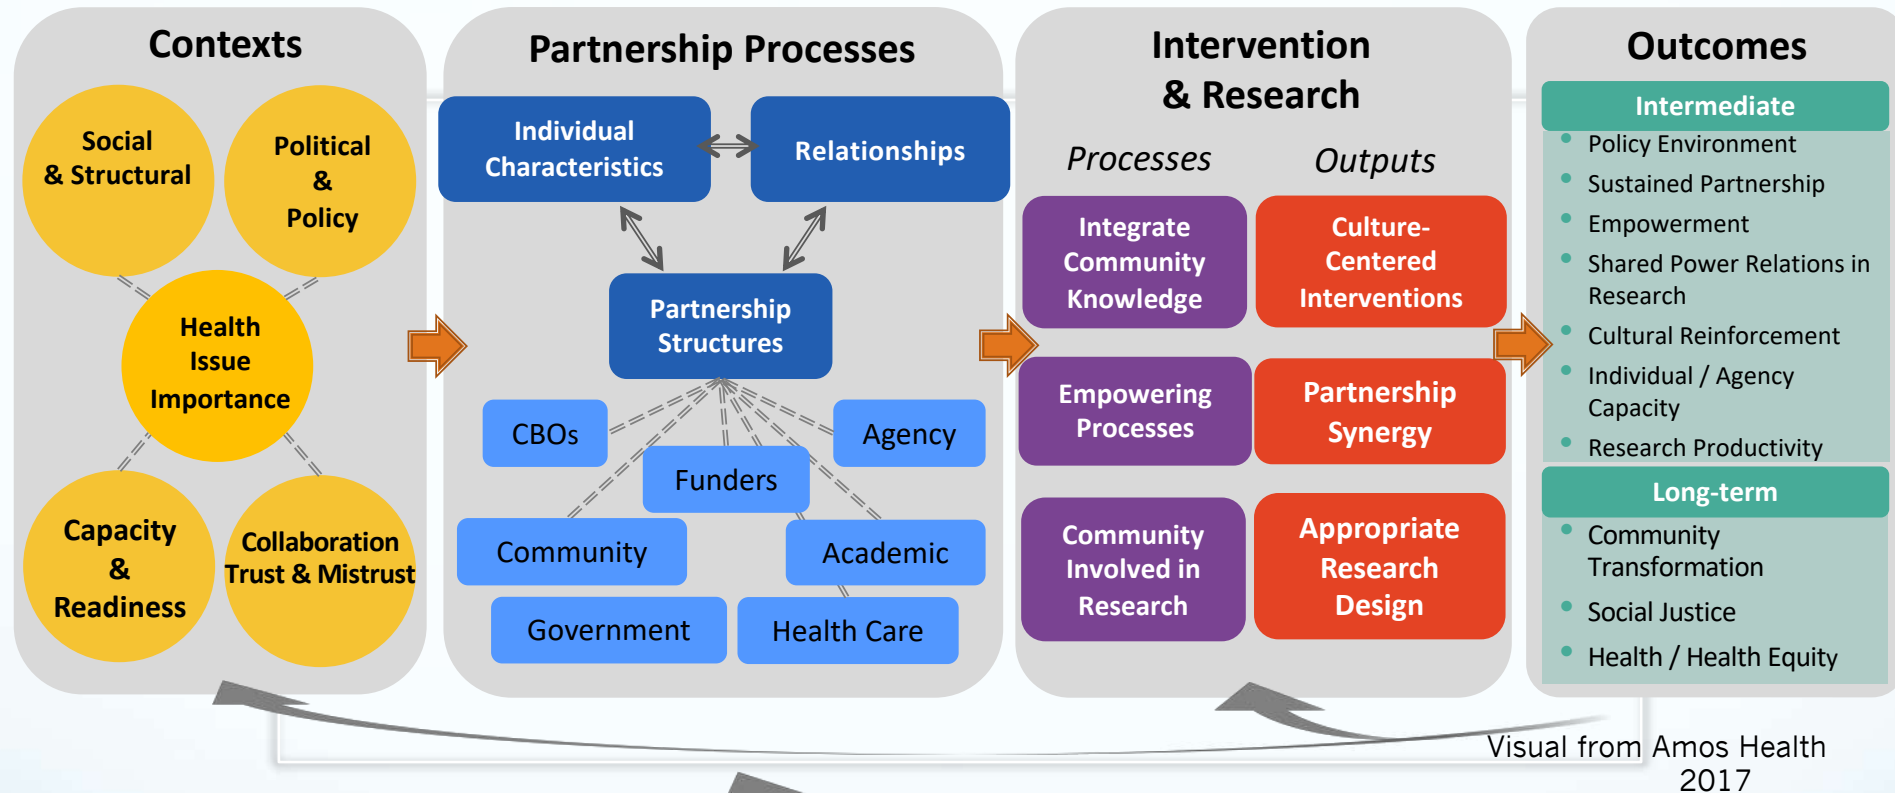 Contexts
Social
& Structural
Political
&
Policy
Health
Issue
Importance
Capacity
&
Readiness
Collaboration
Trust & Mistrust
Partnership Processes
Individual
Characteristics
Relationships
Partnership
Structures
CBOs
Agency
Funders
Community
Academic
Government
Health Care
Intervention
& Research
Processes
Outputs
Integrate
Community
Knowledge
Culture-
Centered
Interventions
Empowering
Processes
Partnership
Synergy
Community
Involved in
Research
Appropriate
Research
Design
Outcomes
Intermediate
• Policy Environment
• Sustained Partnership
• Empowerment
• Shared Power Relations in
Research
• Cultural Reinforcement
• Individual / Agency
Capacity
• Research Productivity
Long-term
• Community
Transformation
• Social Justice
• Health / Health Equity
Visual from Amos Health
2017